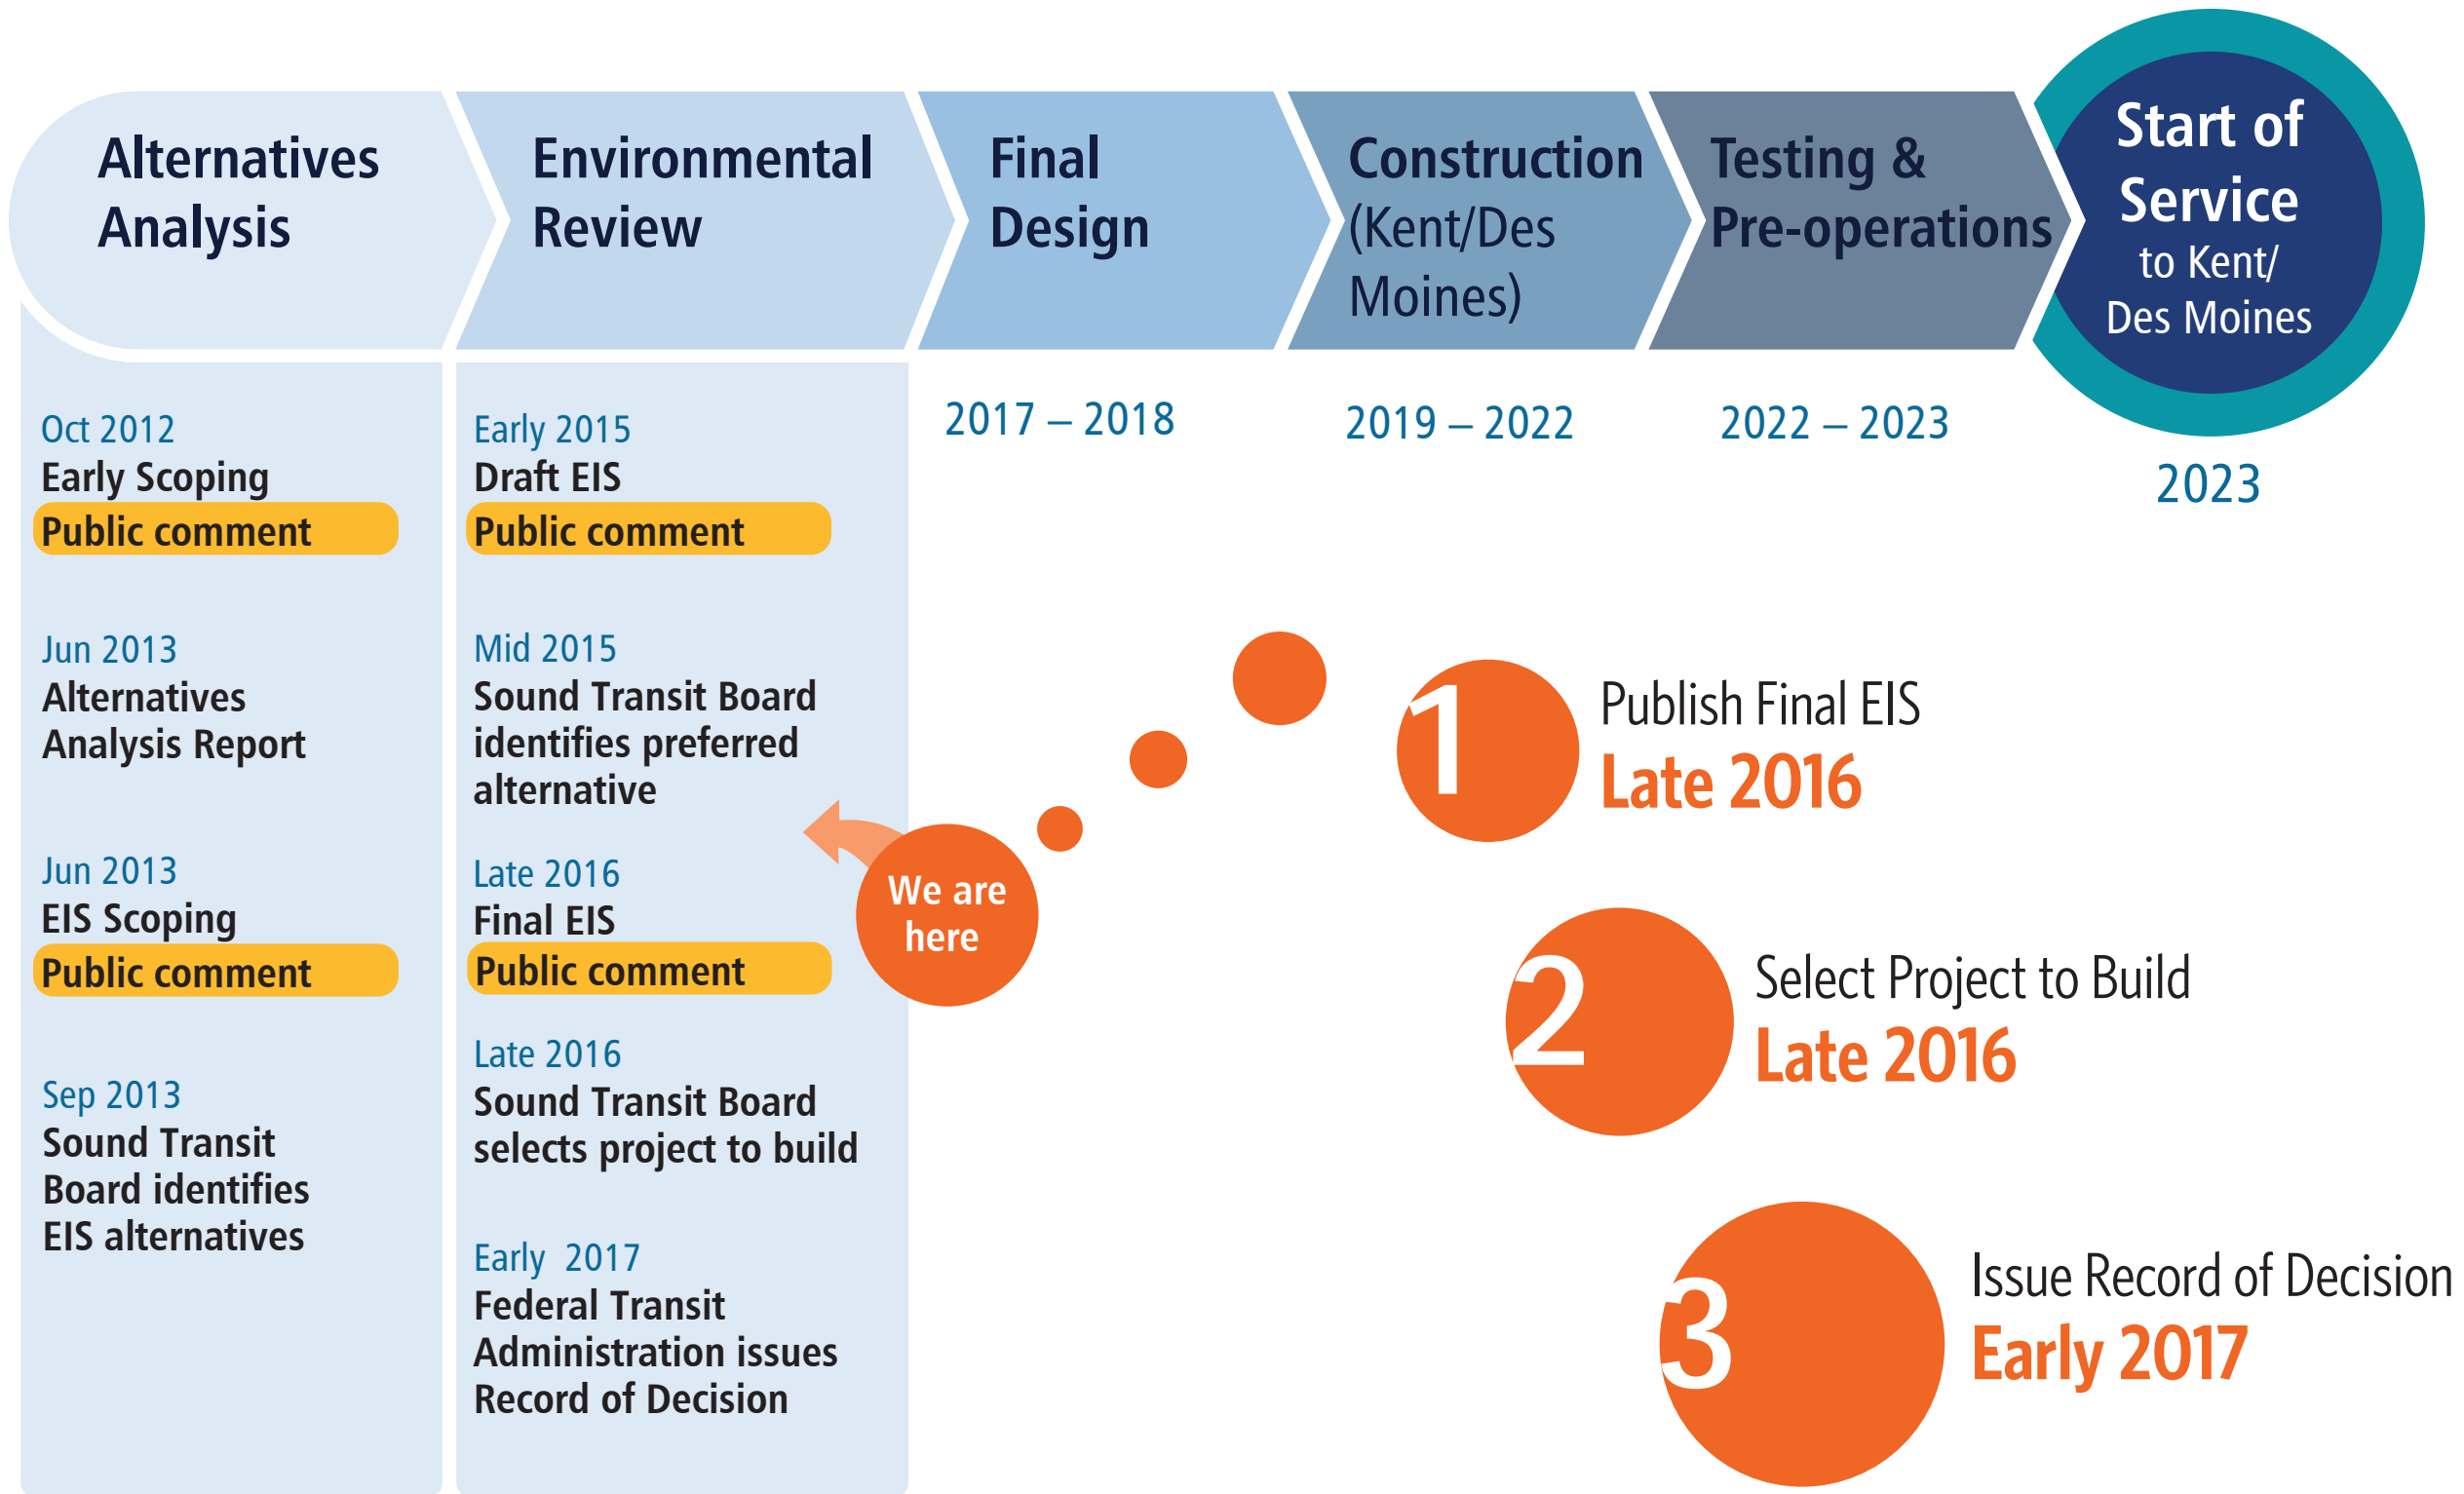 Alternatives
Analysis
Environmental
Review
Final
Design
Construction
(Kent/Des
Moines)
Testing &
Pre-operations
Start of
Service
to Kent/
Des Moines
Oct 2012
Early Scoping
Public comment
Jun 2013
Alternatives
Analysis Report
Jun 2013
EIS Scoping
Public comment
Sep 2013
Sound Transit
Board identifies
EIS alternatives
Early 2015
Draft EIS
Public comment
Mid 2015
Sound Transit Board
identifies preferred
alternative
Late 2016
Final EIS
Public comment
Late 2016
Sound Transit Board
selects project to build
Early 2017
Federal Transit
Administration issues
Record of Decision
2017 – 2018
2019 – 2022
2022 – 2023
2023
We are
here
1
Publish Final EIS
Late 2016
2
Select Project to Build
Late 2016
3
Issue Record of Decision
Early 2017